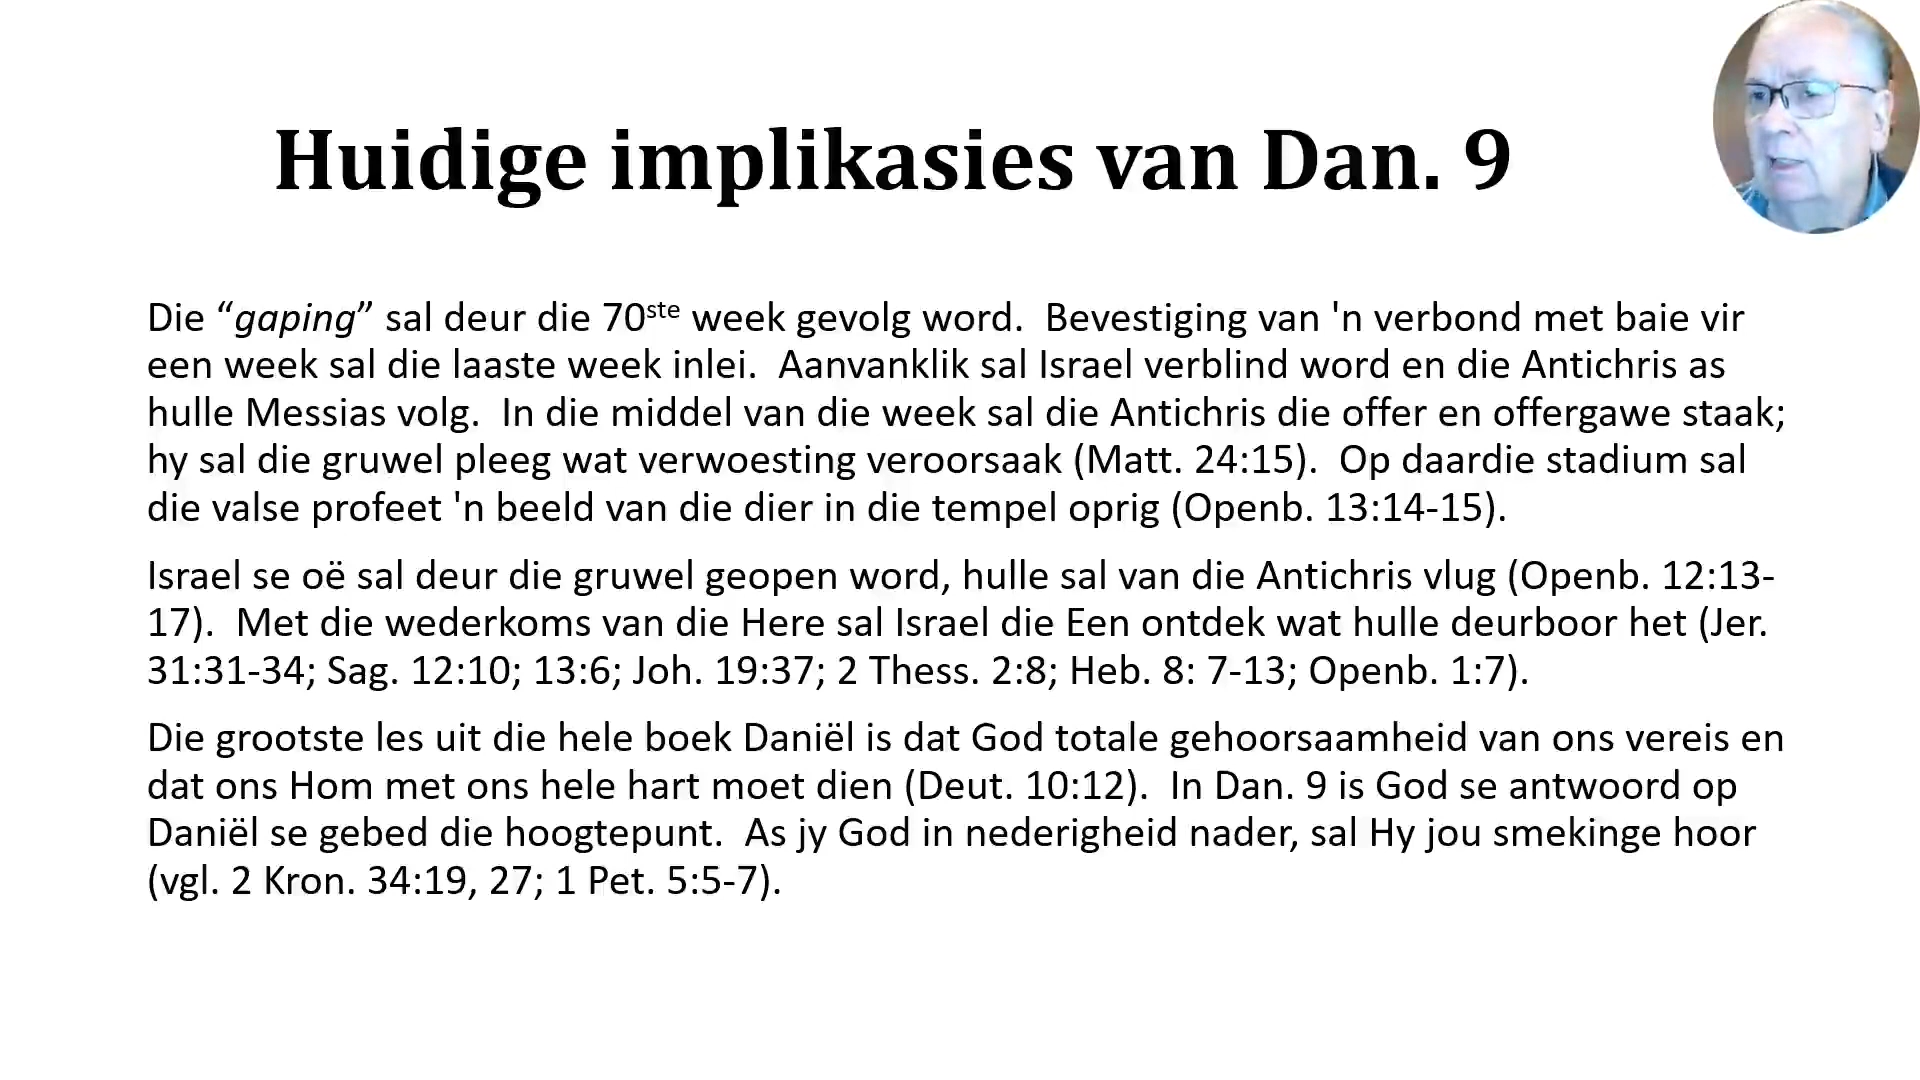 Huidige implikasies van Dan. 9
Die “gaping” sal deur die 70ste week gevolg word.  Bevestiging van 'n verbond met baie vir
een week sal die laaste week inlei.  Aanvanklik sal Israel verblind word en die Antichris as
hulle Messias volg.  In die middel van die week sal die Antichris die offer en offergawe staak;
hy sal die gruwel pleeg wat verwoesting veroorsaak (Matt. 24:15).  Op daardie stadium sal
die valse profeet 'n beeld van die dier in die tempel oprig (Openb. 13:14-15).
Israel se oë sal deur die gruwel geopen word, hulle sal van die Antichris vlug (Openb. 12:13-
17).  Met die wederkoms van die Here sal Israel die Een ontdek wat hulle deurboor het (Jer.
31:31-34; Sag. 12:10; 13:6; Joh. 19:37; 2 Thess. 2:8; Heb. 8: 7-13; Openb. 1:7).
Die grootste les uit die hele boek Daniël is dat God totale gehoorsaamheid van ons vereis en
dat ons Hom met ons hele hart moet dien (Deut. 10:12).  In Dan. 9 is God se antwoord op
Daniël se gebed die hoogtepunt.  As jy God in nederigheid nader, sal Hy jou smekinge hoor
(vgl. 2 Kron. 34:19, 27; 1 Pet. 5:5-7).